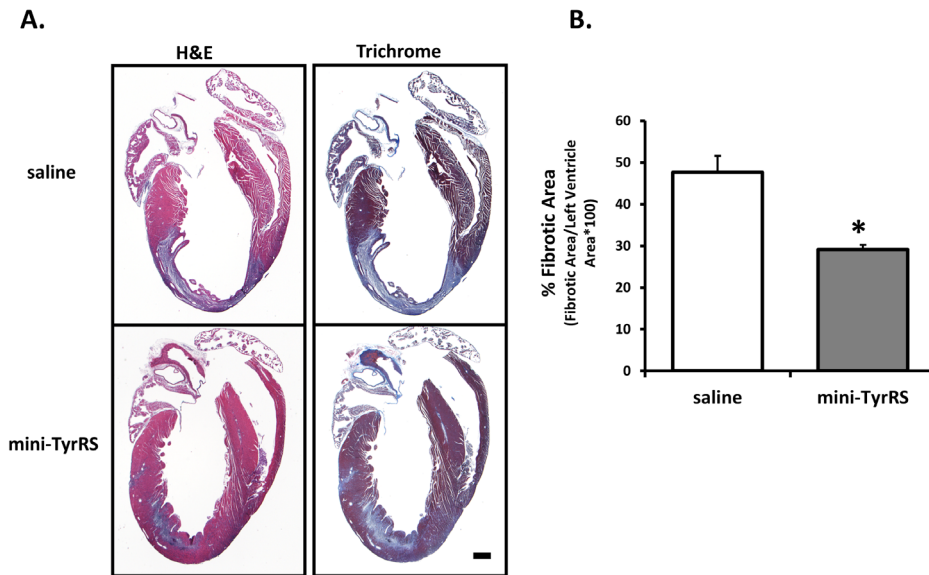 A.
H&E
Trichrome
saline
mini-TyrRS
B.
% Fibrotic Area
(Fibrotic Area/Left Ventricle
Area*100)
60
50
40
30
20
10
0
*
saline
mini-TyrRS